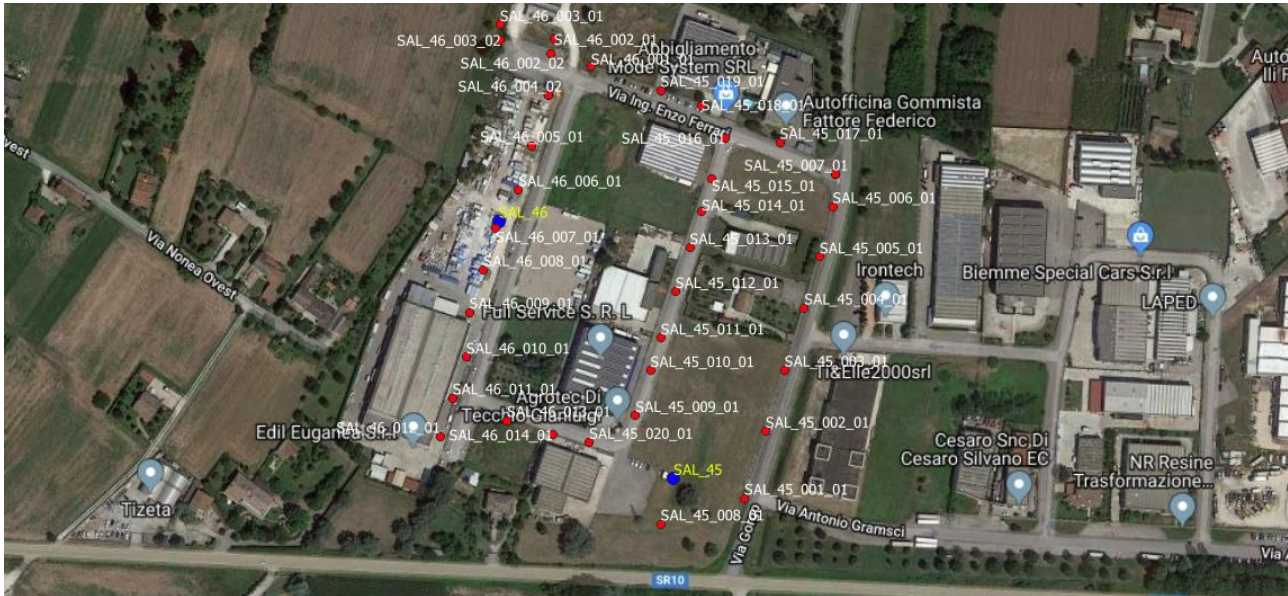 SAL_46_003_01
SAL_46_003_02
SAL_46_002_01
SAL_46_002_02
SAL_46_001_01
Abbigliamento
Mode System SRL
SAL_46_004_02
SAL_45_019_01
SAL_45_018_01
Via Ing. Enzo Ferrari
Autofficina Gommista
Fattore Federico
SAL_46_005_01
SAL_45_016_01
SAL_45_017_01
SAL_45_007_01
SAL_46_006_01
SAL_45_015_01
SAL_45_014_01
SAL_45_006_01
SAL_46
SAL_46_007_01
Via Nonea Ovest
SAL_45_013_01
SAL_45_005_01
SAL_46_008_01
Irontech
Biemme Special Cars S.r.l
SAL_45_012_01
SAL_45_004_01
LAPED
SAL_46_009_01
Full Service S. R. L
SAL_45_011_01
SAL_46_010_01
SAL_45_010_01
SAL_45_003_01
Ti&Elle2000srl
SAL_46_011_01
Agrotec Di
Tecchio Gianluigi
SAL_46_013_01
SAL_45_009_01
Edil Euganea S.r.l
SAL_46_012_01
SAL_46_014_01
SAL_45_020_01
SAL_45_002_01
Cesaro Snc Di
Cesaro Silvano EC
NR Resine
Trasformazione...
SAL_45
Tizeta
SAL_45_001_01
Via Antonio Gramsci
SAL_45_008_01
Via Gorizia
SR10